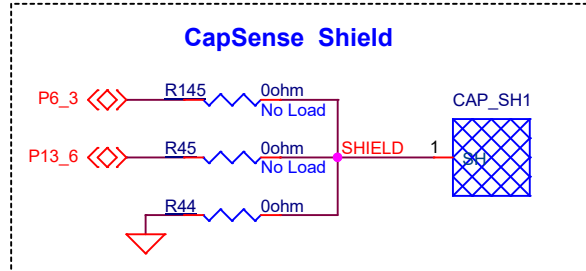 CapSense Shield
P6_3 R145 0ohm
No Load
CAP_SH1
P13_6 R45 0ohm SHIELD 1 SH
No Load
R44 0ohm